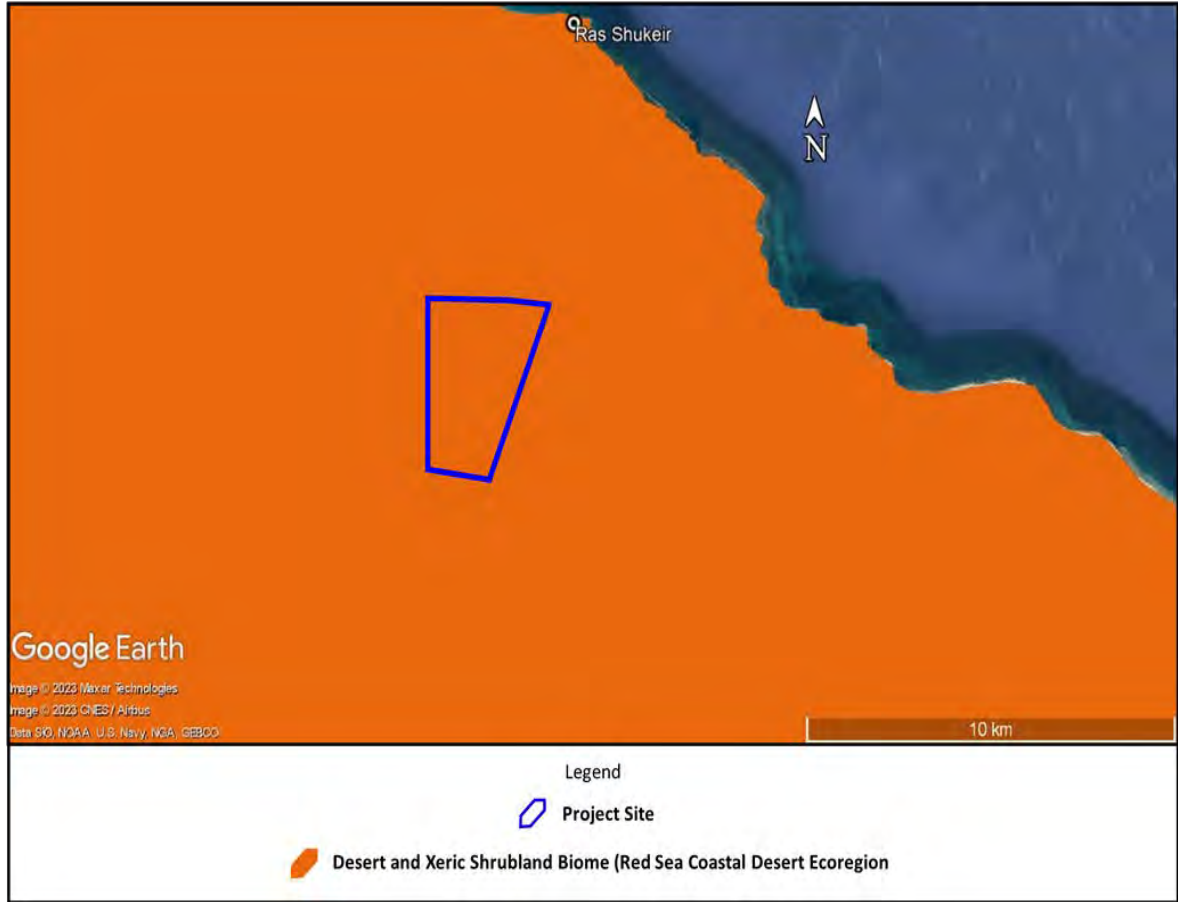 Ras Shukeir
N
Google Earth
Image © 2023 Maxar Technologies
Image © 2023 CNES / Airbus
Data SIO, NOAA, U.S. Navy, NGA, GEBCO
10 km
Legend
Project Site
Desert and Xeric Shrubland Biome (Red Sea Coastal Desert Ecoregion